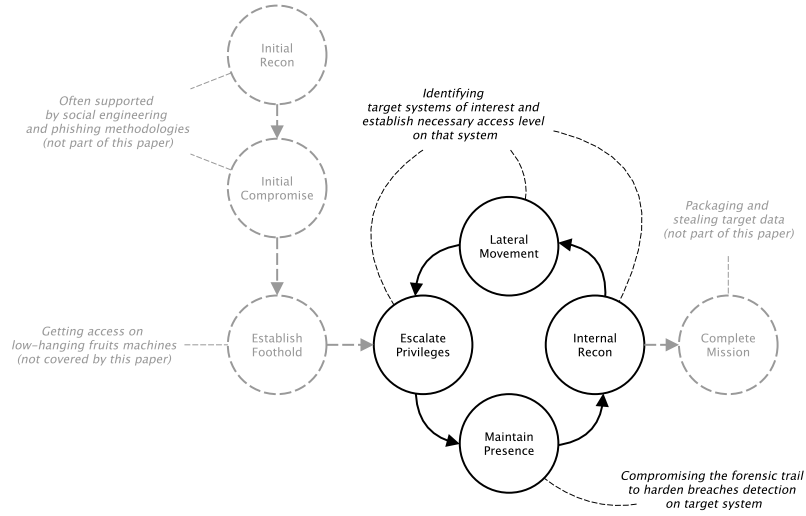 Initial
Recon
Often supported
by social engineering
and phishing methodologies
(not part of this paper)
Initial
Compromise
Identifying
target systems of interest and
establish necessary access level
on that system
Packaging and
stealing target data
(not part of this paper)
Lateral
Movement
Getting access on
low-hanging fruits machines
(not covered by this paper)
Establish
Foothold
Escalate
Privileges
Internal
Recon
Complete
Mission
Maintain
Presence
Compromising the forensic trail
to harden breaches detection
on target system